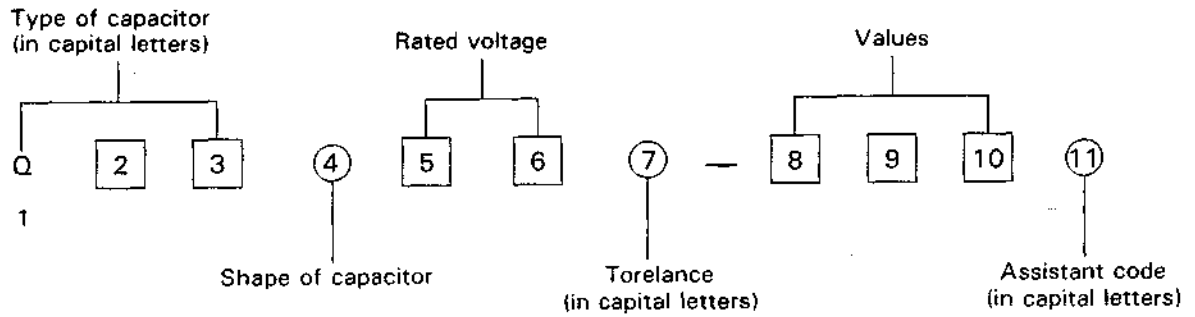 Type of capacitor
(in capital letters)
Rated voltage
Values
Q 2 3 4 5 6 7 — 8 9 10 11
1
Shape of capacitor
Torelance
(in capital letters)
Assistant code
(in capital letters)